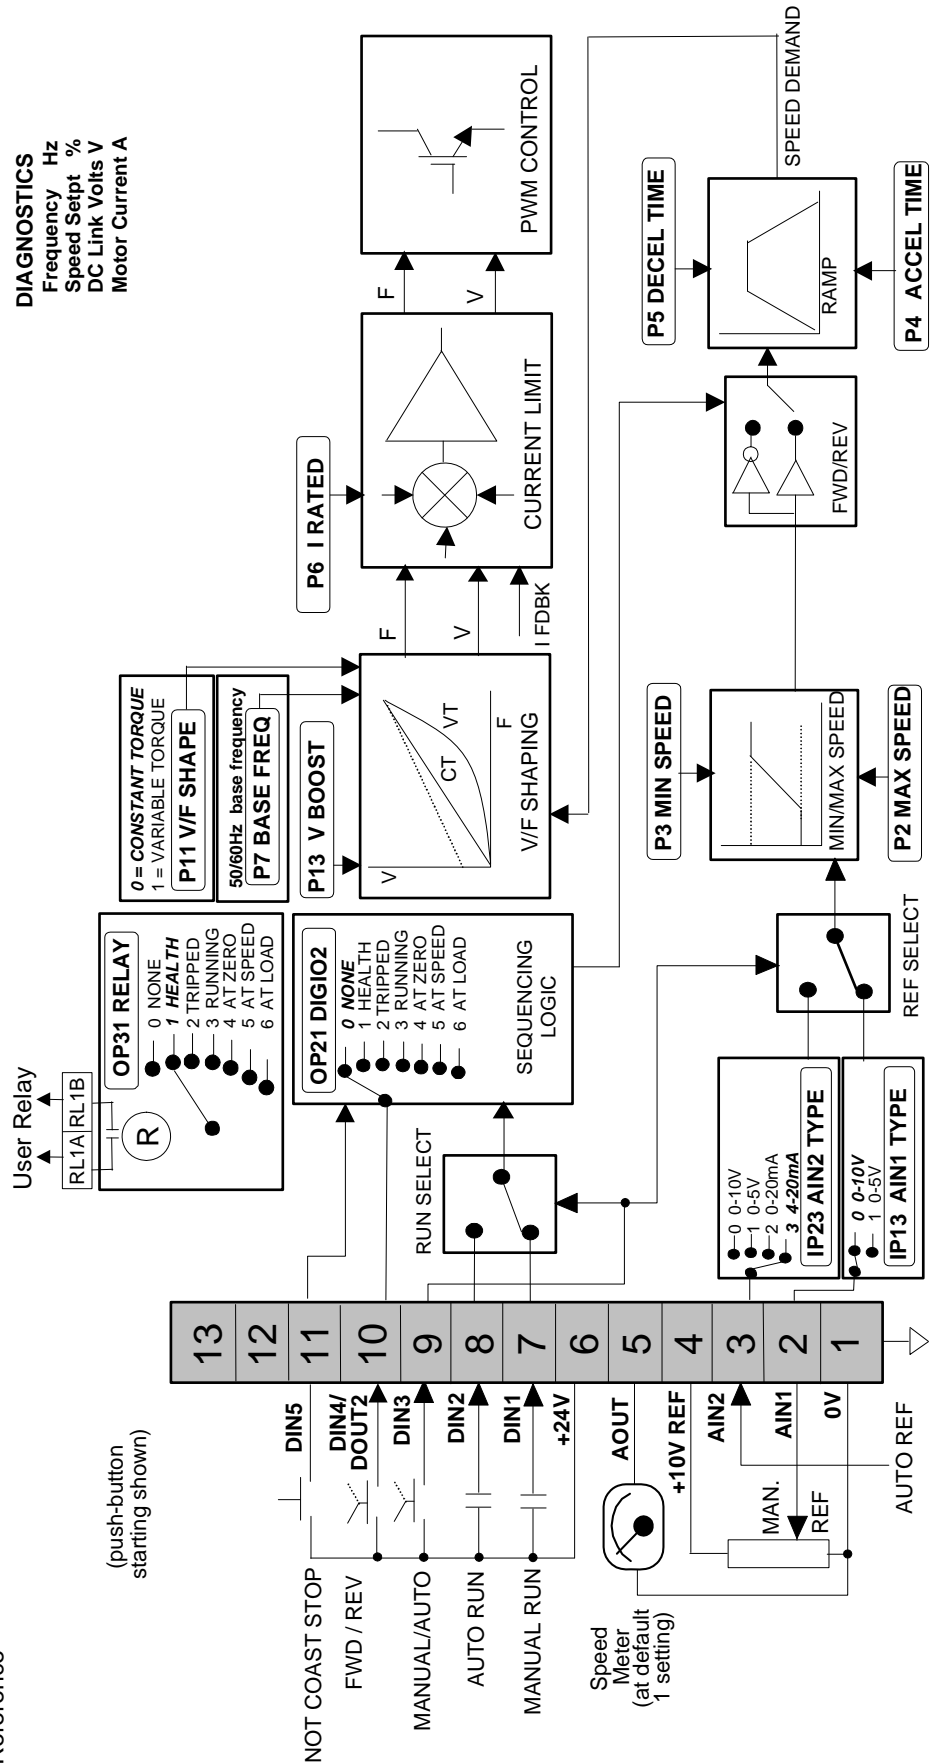 DIAGNOSTICS
Frequency Hz
Speed Setpt %
DC Link Volts V
Motor Current A
PWM CONTROL
F
V
P6 I RATED
CURRENT LIMIT
I FDBK
F
V
0 = CONSTANT TORQUE
1 = VARIABLE TORQUE
P11 V/F SHAPE
50/60Hz base frequency
P7 BASE FREQ
P13 V BOOST
V
CT
VT
F
V/F SHAPING
SPEED DEMAND
P5 DECEL TIME
RAMP
P4 ACCEL TIME
FWD/REV
P3 MIN SPEED
MIN/MAX SPEED
P2 MAX SPEED
User Relay
RL1A
RL1B
R
OP31 RELAY
0 NONE
1 HEALTH
2 TRIPPED
3 RUNNING
4 AT ZERO
5 AT SPEED
6 AT LOAD
OP21 DIGIO2
0 NONE
1 HEALTH
2 TRIPPED
3 RUNNING
4 AT ZERO
5 AT SPEED
6 AT LOAD
SEQUENCING
LOGIC
RUN SELECT
REF SELECT
0 0-10V
1 0-5V
2 0-20mA
3 4-20mA
IP23 AIN2 TYPE
0 0-10V
1 0-5V
IP13 AIN1 TYPE
13
12
11
10
9
8
7
6
5
4
3
2
1
(push-button
starting shown)
DIN5
DIN4/
DOUT2
DIN3
DIN2
DIN1
+24V
AOUT
+10V REF
AIN2
AIN1
0V
NOT COAST STOP
FWD / REV
MANUAL/AUTO
AUTO RUN
MANUAL RUN
Speed
Meter
(at default
1 setting)
MAN.
REF
AUTO REF